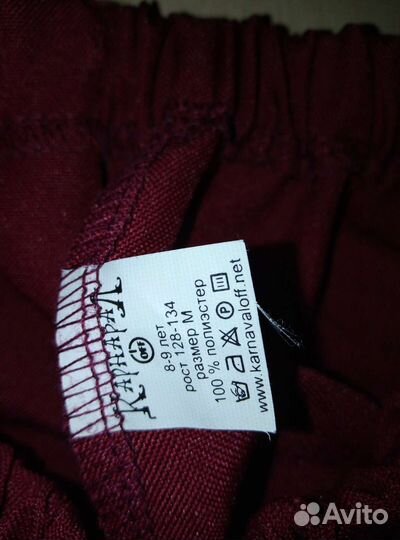 КАРНАВАЛ
OFF
8-9 лет
рост 128-134
размер M
100 % полиэстер
www.karnavaloff.net
Avito